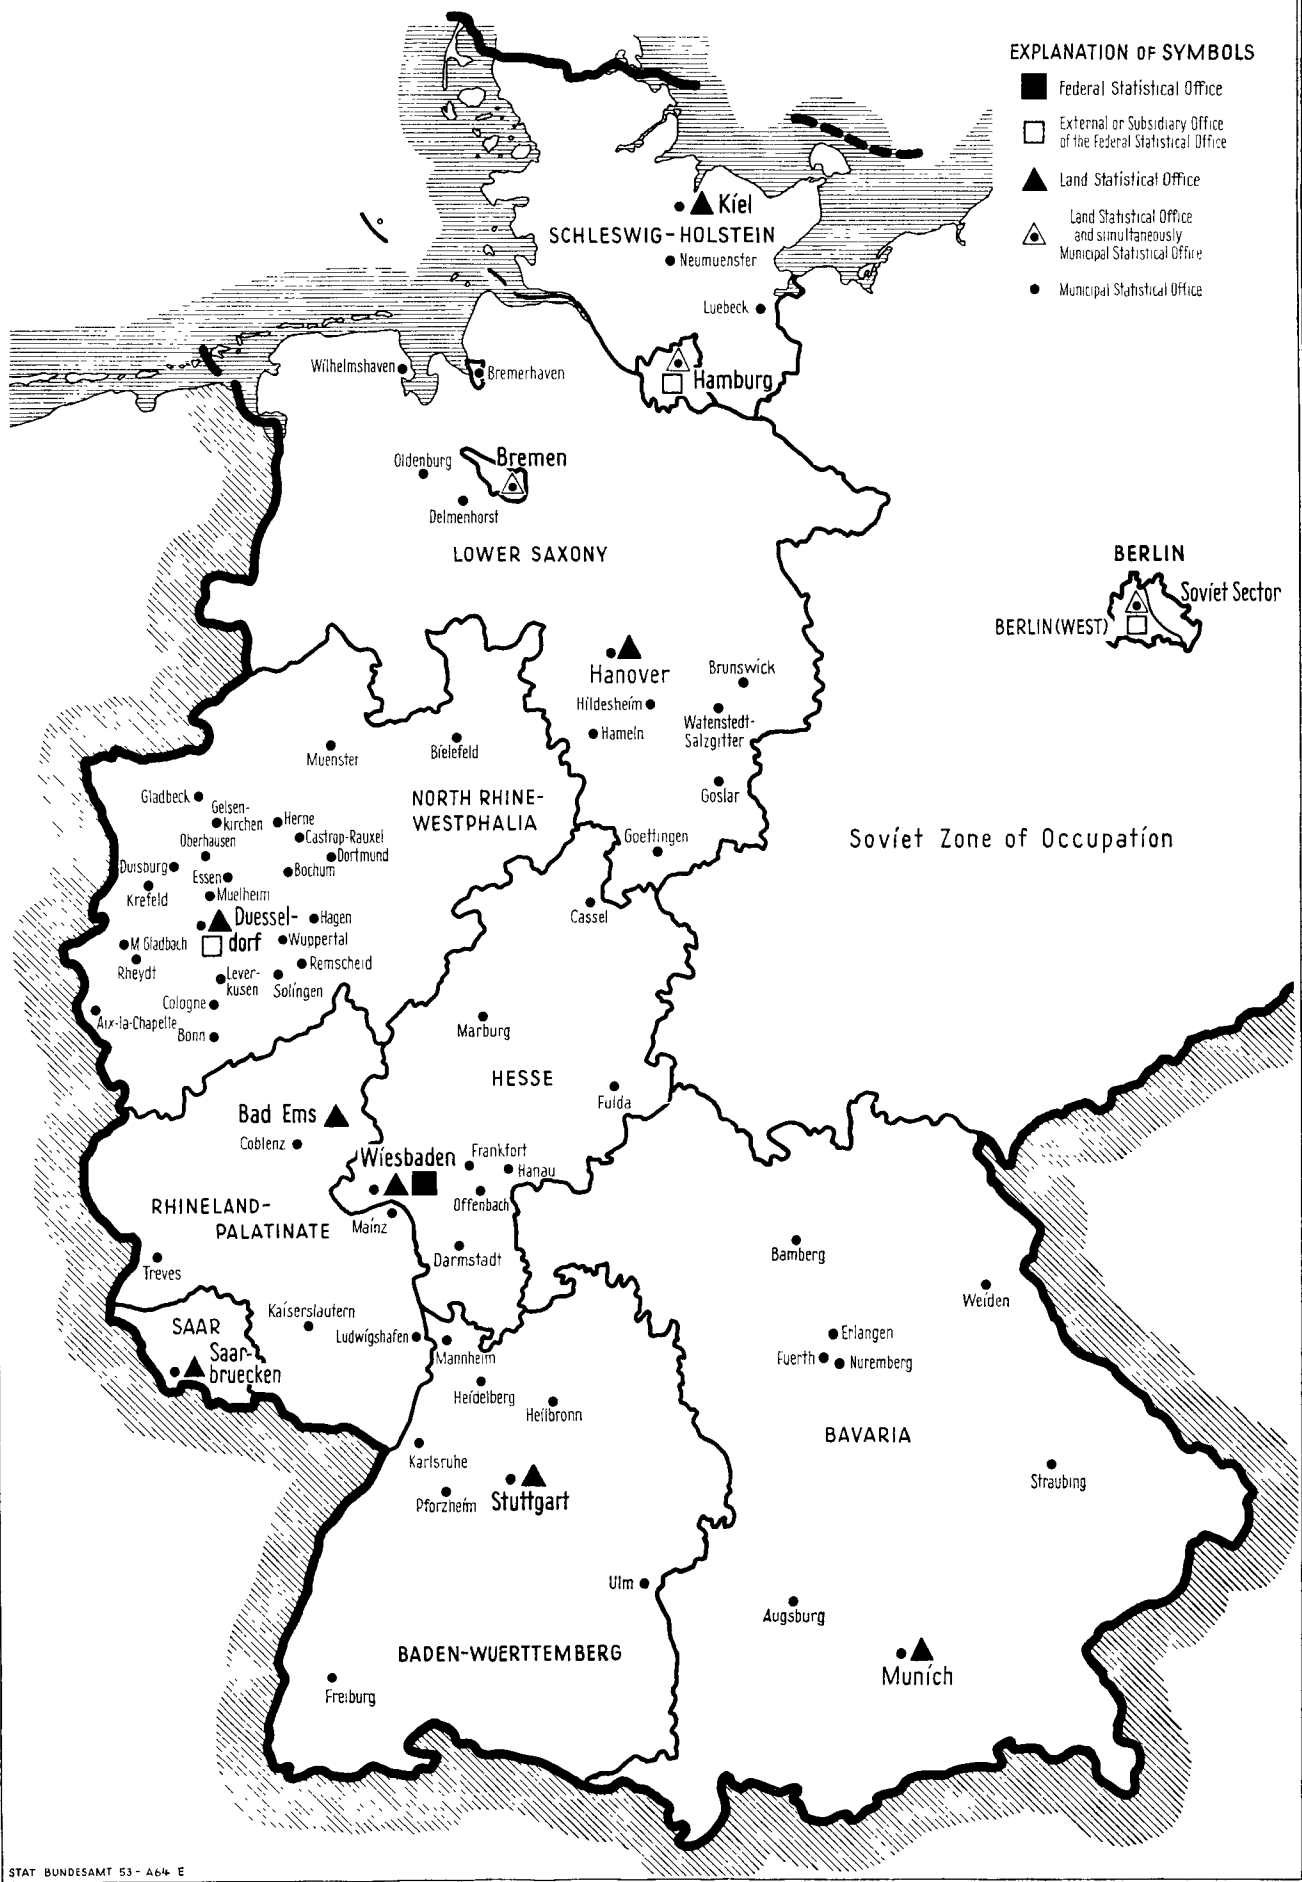 EXPLANATION OF SYMBOLS
Federal Statistical Office
External or Subsidiary Office
of the Federal Statistical Office
Land Statistical Office
Land Statistical Office
and simultaneously
Municipal Statistical Office
Municipal Statistical Office
Kiel
SCHLESWIG-HOLSTEIN
Neumuenster
Luebeck
Wilhelmshaven
Bremerhaven
Hamburg
Oldenburg
Bremen
Delmenhorst
LOWER SAXONY
BERLIN
Soviet Sector
BERLIN (WEST)
Hanover
Brunswick
Hildesheim
Watenstedt-
Salzgitter
Hameln
Muenster
Bielefeld
Goslar
Gladbeck
Gelsen-
kirchen
Herne
NORTH RHINE-
WESTPHALIA
Castrop-Rauxel
Oberhausen
Dortmund
Goettingen
Soviet Zone of Occupation
Duisburg
Essen
Bochum
Krefeld
Muelheim
Duessel-
dorf
Hagen
Cassel
M Gladbach
Wuppertal
Rheydt
Remscheid
Lever-
kusen
Solingen
Cologne
Aix-la-Chapelle
Bonn
Marburg
HESSE
Fulda
Bad Ems
Coblenz
Wiesbaden
Frankfort
Hanau
Offenbach
RHINELAND-
PALATINATE
Mainz
Darmstadt
Bamberg
Treves
Weiden
Kaiserslautern
SAAR
Ludwigshafen
Saar-
bruecken
Mannheim
Erlangen
Fuerth
Nuremberg
Heidelberg
Heilbronn
BAVARIA
Karlsruhe
Straubing
Pforzheim
Stuttgart
Ulm
Augsburg
BADEN-WUERTTEMBERG
Munich
Freiburg
STAT BUNDESAMT 53 - A64 E